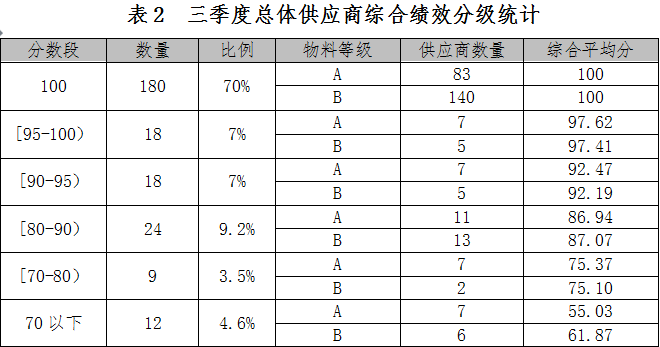 表 2 三季度总体供应商综合绩效分级统计
分数段 数量 比例 物料等级 供应商数量 综合平均分
100 180 70% A 83 100
B 140 100
[95-100） 18 7% A 7 97.62
B 5 97.41
[90-95） 18 7% A 7 92.47
B 5 92.19
[80-90） 24 9.2% A 11 86.94
B 13 87.07
[70-80） 9 3.5% A 7 75.37
B 2 75.10
70 以下 12 4.6% A 7 55.03
B 6 61.87